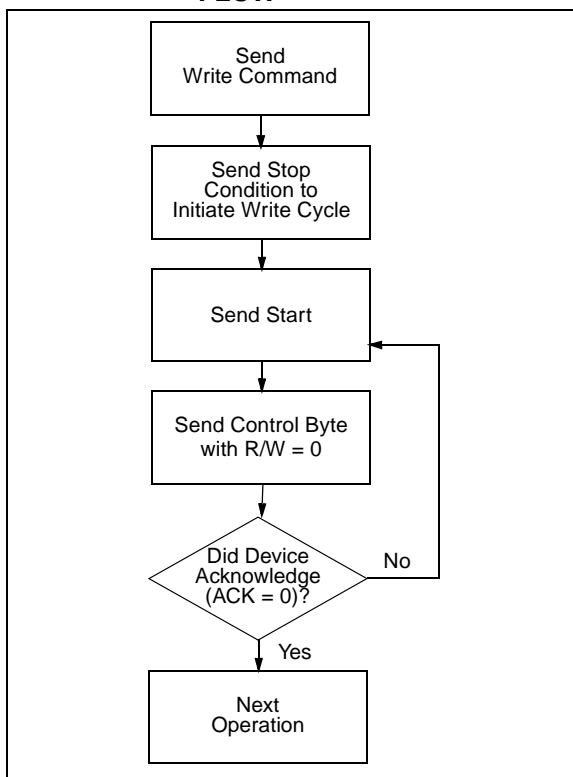 Send
Write Command
Send Stop
Condition to
Initiate Write Cycle
Send Start
Send Control Byte
with R/W = 0
Did Device
Acknowledge
(ACK = 0)?
No
Yes
Next
Operation